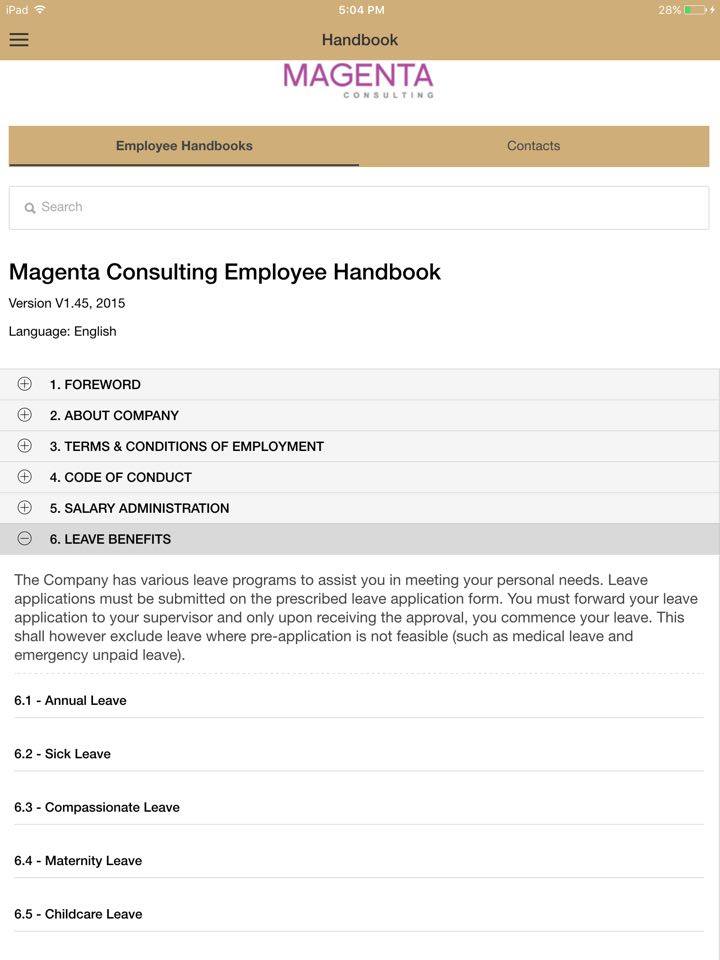 iPad 5:04 PM 28%
Handbook
MAGENTA
CONSULTING
Employee Handbooks Contacts
Search
Magenta Consulting Employee Handbook
Version V1.45, 2015
Language: English
1. FOREWORD
2. ABOUT COMPANY
3. TERMS & CONDITIONS OF EMPLOYMENT
4. CODE OF CONDUCT
5. SALARY ADMINISTRATION
6. LEAVE BENEFITS
The Company has various leave programs to assist you in meeting your personal needs. Leave
applications must be submitted on the prescribed leave application form. You must forward your leave
application to your supervisor and only upon receiving the approval, you commence your leave. This
shall however exclude leave where pre-application is not feasible (such as medical leave and
emergency unpaid leave).
6.1 - Annual Leave
6.2 - Sick Leave
6.3 - Compassionate Leave
6.4 - Maternity Leave
6.5 - Childcare Leave